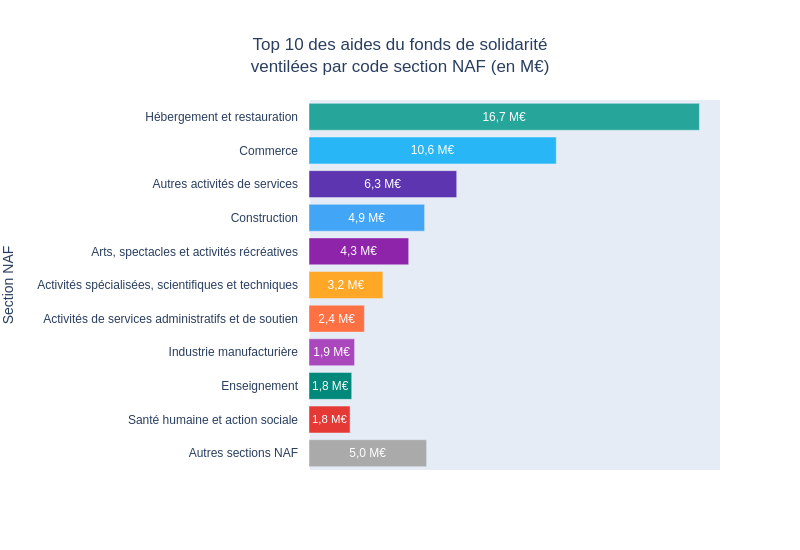 Top 10 des aides du fonds de solidarité
ventilées par code section NAF (en M€)
Section NAF
Hébergement et restauration 16,7 M€
Commerce 10,6 M€
Autres activités de services 6,3 M€
Construction 4,9 M€
Arts, spectacles et activités récréatives 4,3 M€
Activités spécialisées, scientifiques et techniques 3,2 M€
Activités de services administratifs et de soutien 2,4 M€
Industrie manufacturière 1,9 M€
Enseignement 1,8 M€
Santé humaine et action sociale 1,8 M€
Autres sections NAF 5,0 M€